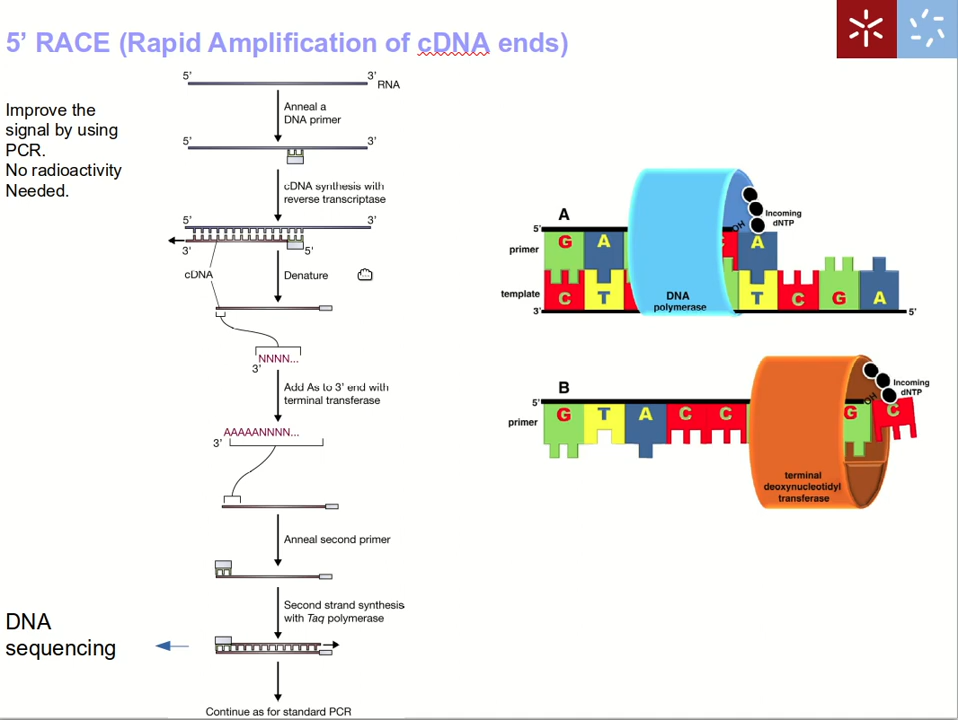 5’ RACE (Rapid Amplification of cDNA ends)
Improve the
signal by using
PCR.
No radioactivity
Needed.
5’ 3’ RNA
Anneal a
DNA primer
5’ 3’
cDNA synthesis with
reverse transcriptase
5’ 3’
3’ 5’
cDNA
Denature
NNNN...
3’
Add As to 3’ end with
terminal transferase
AAAAANNNN...
3’
Anneal second primer
Second strand synthesis
with Taq polymerase
Continue as for standard PCR
DNA
sequencing
A
Incoming
dNTP
OH
5’
primer
G A C A
template
C T T C G A
DNA
polymerase
3’ 5’
B
Incoming
dNTP
OH
5’
primer
G T A C C G C
terminal
deoxynucleotidyl
transferase